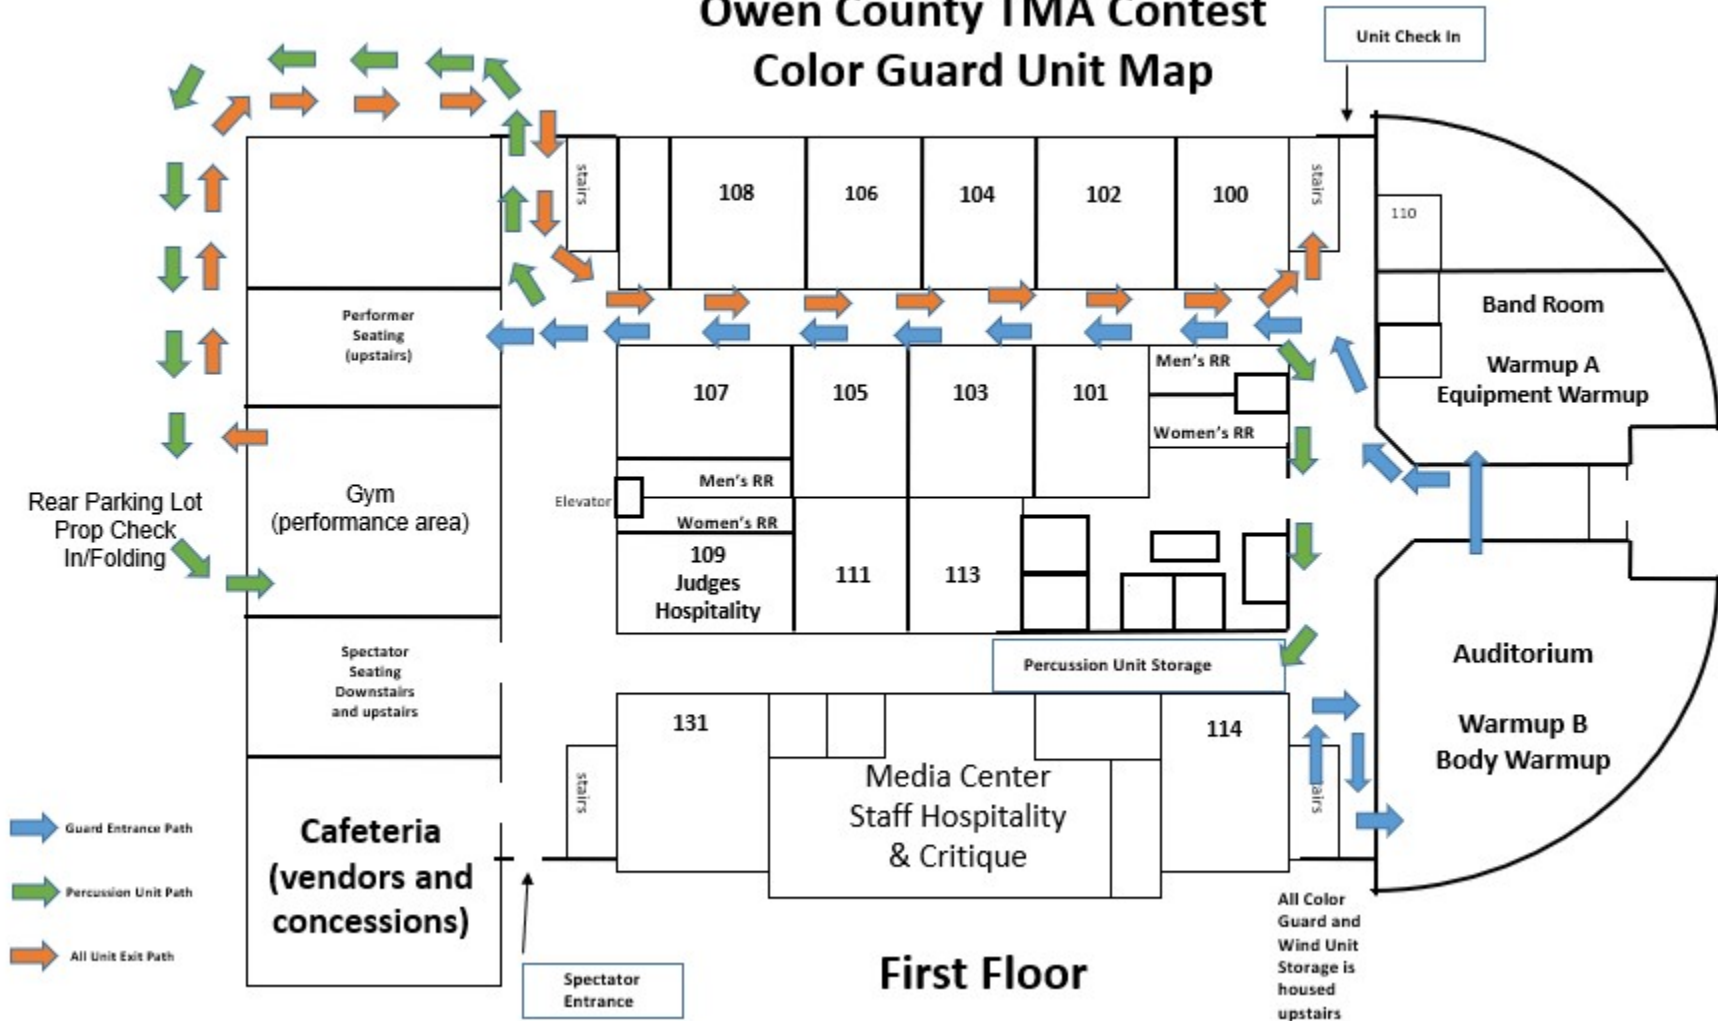 Owen County TMA Contest
Color Guard Unit Map
Unit Check In
stairs
108
106
104
102
100
stairs
110
Band Room
Warmup A
Equipment Warmup
Performer
Seating
(upstairs)
107
105
103
101
Men's RR
Women's RR
Men's RR
Elevator
Women's RR
109
Judges
Hospitality
111
113
Gym
(performance area)
Rear Parking Lot
Prop Check
In/Folding
Spectator
Seating
Downstairs
and upstairs
Percussion Unit Storage
Auditorium
Warmup B
Body Warmup
131
114
Media Center
Staff Hospitality
& Critique
stairs
airs
Cafeteria
(vendors and
concessions)
Guard Entrance Path
Percussion Unit Path
All Unit Exit Path
Spectator
Entrance
First Floor
All Color
Guard and
Wind Unit
Storage is
housed
upstairs